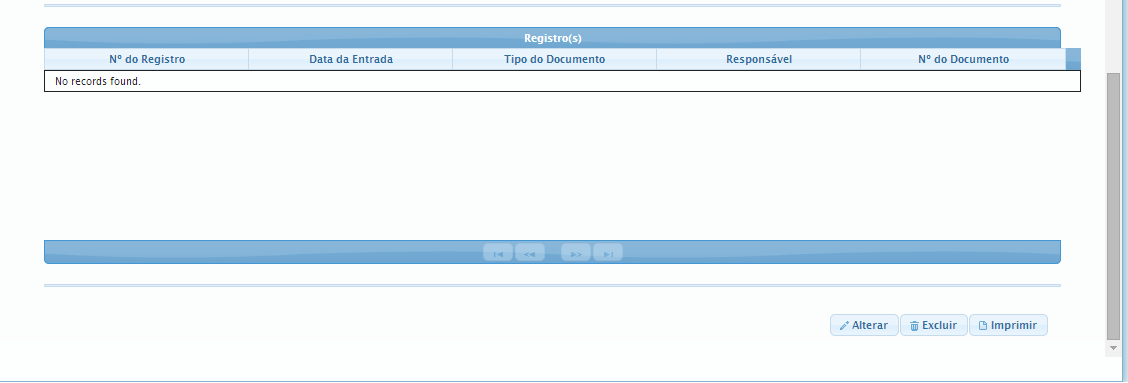 Registro(s)
Nº do Registro Data da Entrada Tipo do Documento Responsável Nº do Documento
No records found.
Alterar Excluir Imprimir